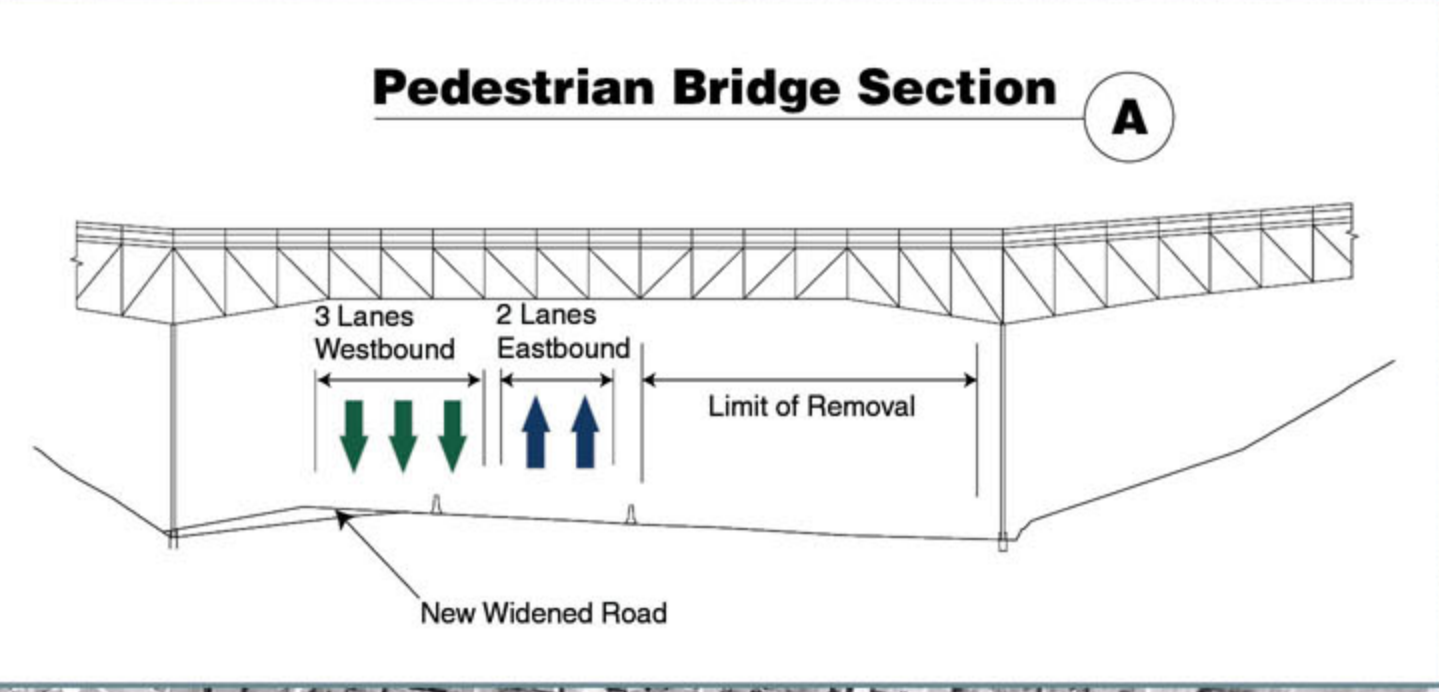 Pedestrian Bridge Section
A
3 Lanes
Westbound
2 Lanes
Eastbound
Limit of Removal
New Widened Road